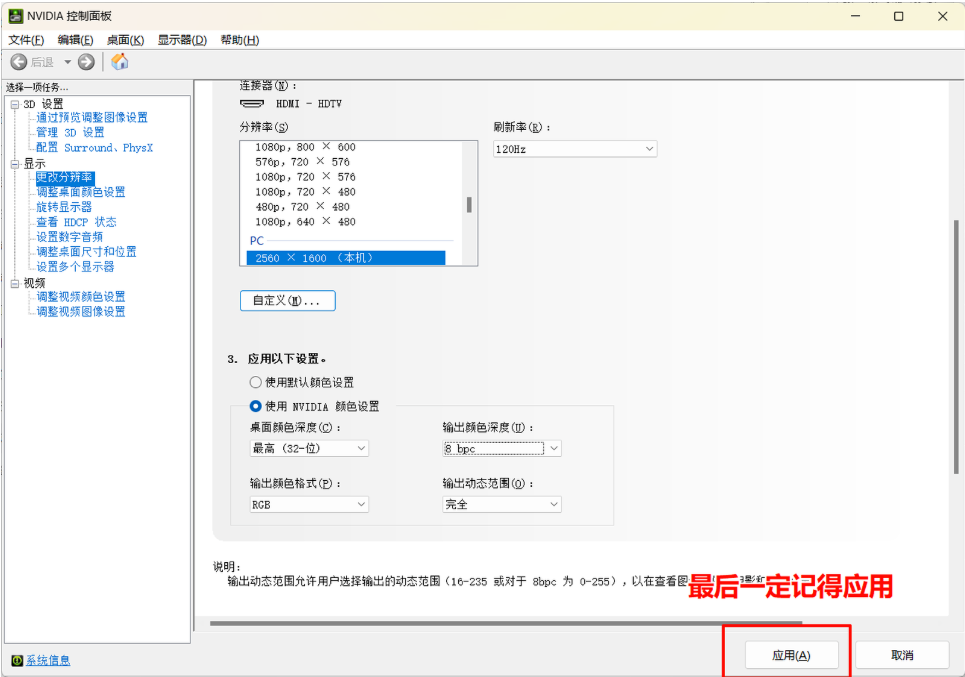 NVIDIA 控制面板
文件(F) 编辑(E) 桌面(K) 显示器(D) 帮助(H)
后退
选择一项任务...
3D 设置
通过预览调整图像设置
管理 3D 设置
配置 Surround、PhysX
显示
更改分辨率
调整桌面颜色设置
旋转显示器
查看 HDCP 状态
设置数字音频
调整桌面尺寸和位置
设置多个显示器
视频
调整视频颜色设置
调整视频图像设置
系统信息
连接器(N)：
HDMI - HDTV
分辨率(S)
1080p，800 × 600
576p，720 × 576
1080p，720 × 576
1080p，720 × 480
480p，720 × 480
1080p，640 × 480
PC
2560 × 1600 （本机）
刷新率(R)：
120Hz
自定义(M)...
3. 应用以下设置。
使用默认颜色设置
使用 NVIDIA 颜色设置
桌面颜色深度(C)：
最高（32-位）
输出颜色深度(U)：
8 bpc
输出颜色格式(P)：
RGB
输出动态范围(O)：
完全
说明：
输出动态范围允许用户选择输出的动态范围（16-235 或对于 8bpc 为 0-255），以在查看图
最后一定记得应用
应用(A)
取消